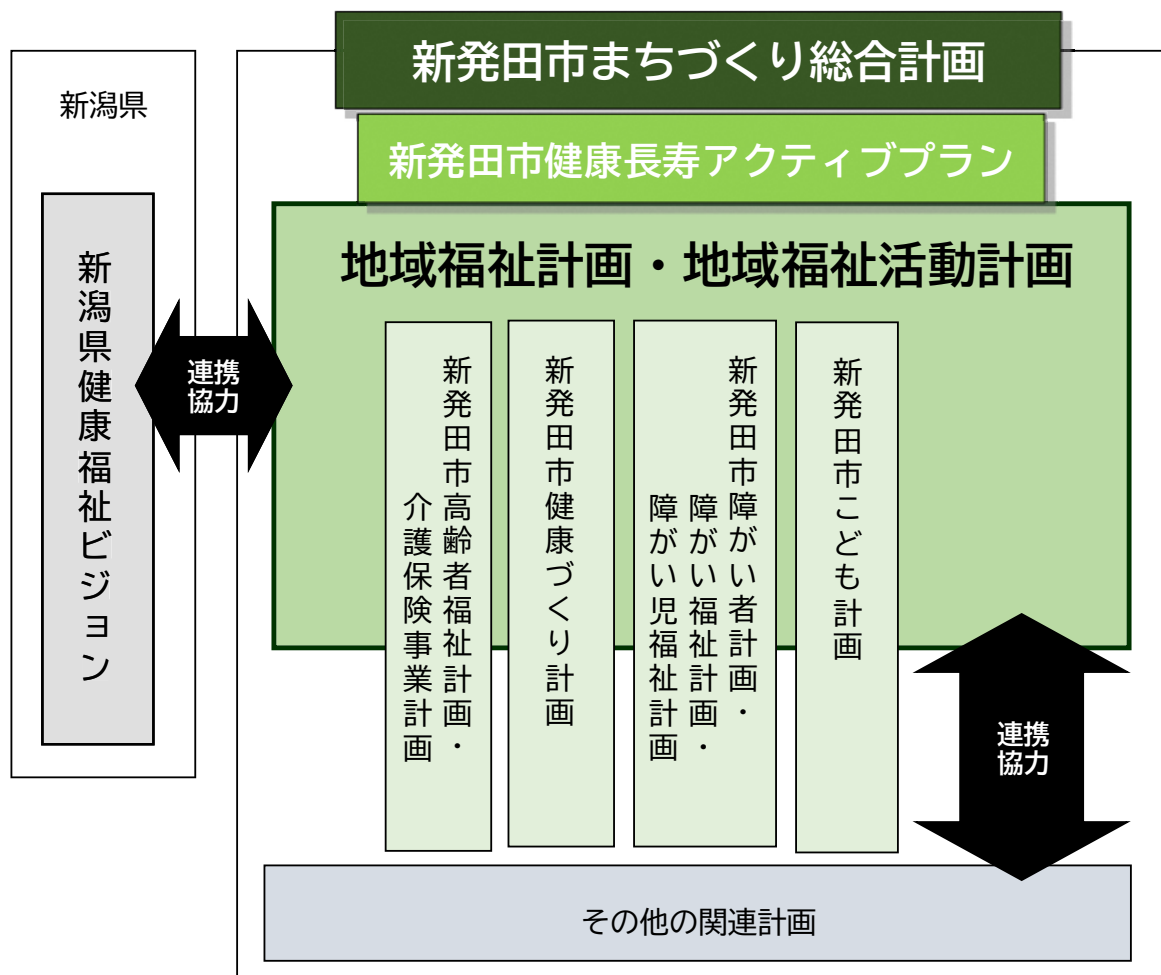 新発田市まちづくり総合計画
新発田市健康長寿アクティブプラン
新潟県
新潟県健康福祉ビジョン
連携
協力
地域福祉計画・地域福祉活動計画
新発田市高齢者福祉計画・
介護保険事業計画
新発田市健康づくり計画
新発田市障がい者計画・
障がい福祉計画・
障がい児福祉計画
新発田市こども計画
連携
協力
その他の関連計画